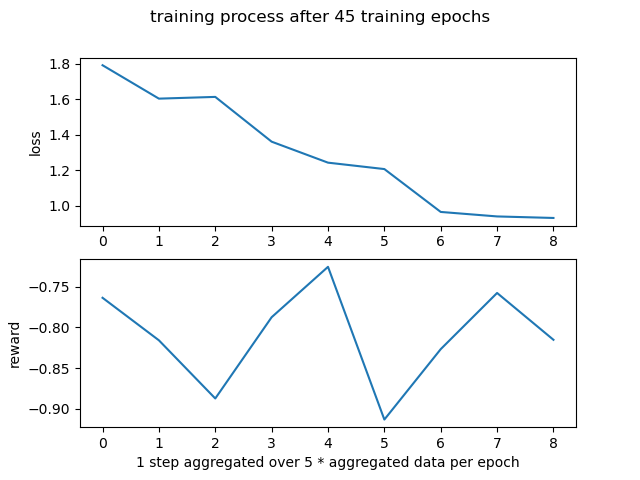 training process after 45 training epochs
1.8
1.6
1.4
1.2
1.0
loss
0 1 2 3 4 5 6 7 8
−0.75
−0.80
−0.85
−0.90
reward
0 1 2 3 4 5 6 7 8
1 step aggregated over 5 * aggregated data per epoch